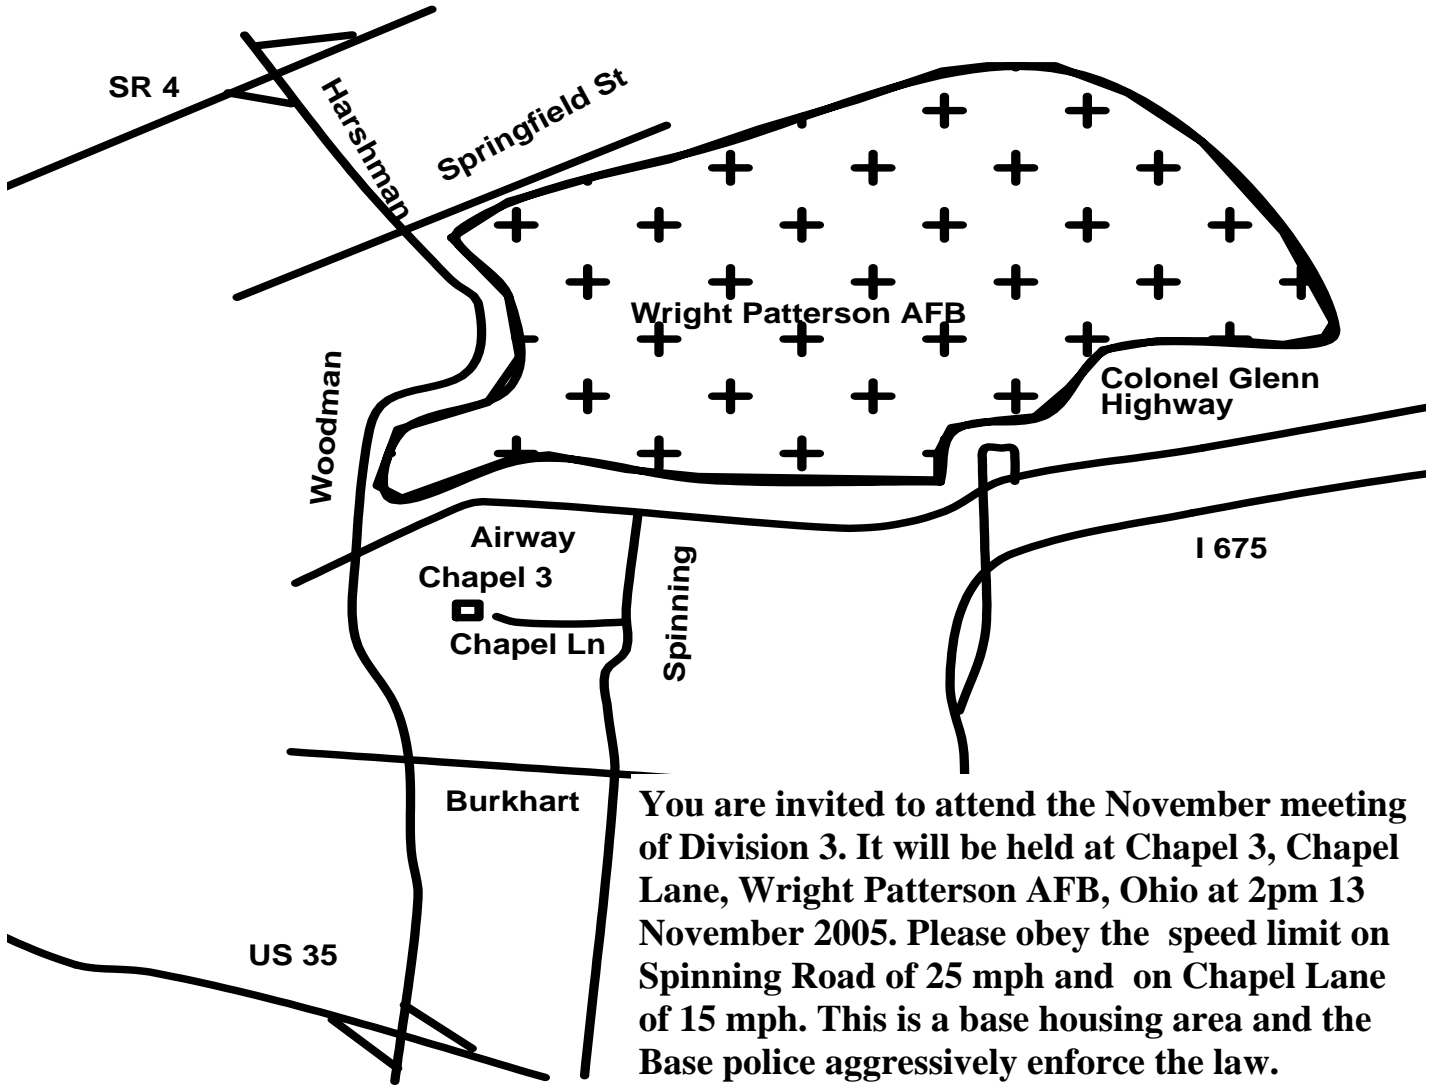 SR 4
Harshman
Springfield St
Wright Patterson AFB
Woodman
Colonel Glenn
Highway
Airway
I 675
Chapel 3
Spinning
Chapel Ln
Burkhart
US 35
You are invited to attend the November meeting
of Division 3. It will be held at Chapel 3, Chapel
Lane, Wright Patterson AFB, Ohio at 2pm 13
November 2005. Please obey the speed limit on
Spinning Road of 25 mph and on Chapel Lane
of 15 mph. This is a base housing area and the
Base police aggressively enforce the law.